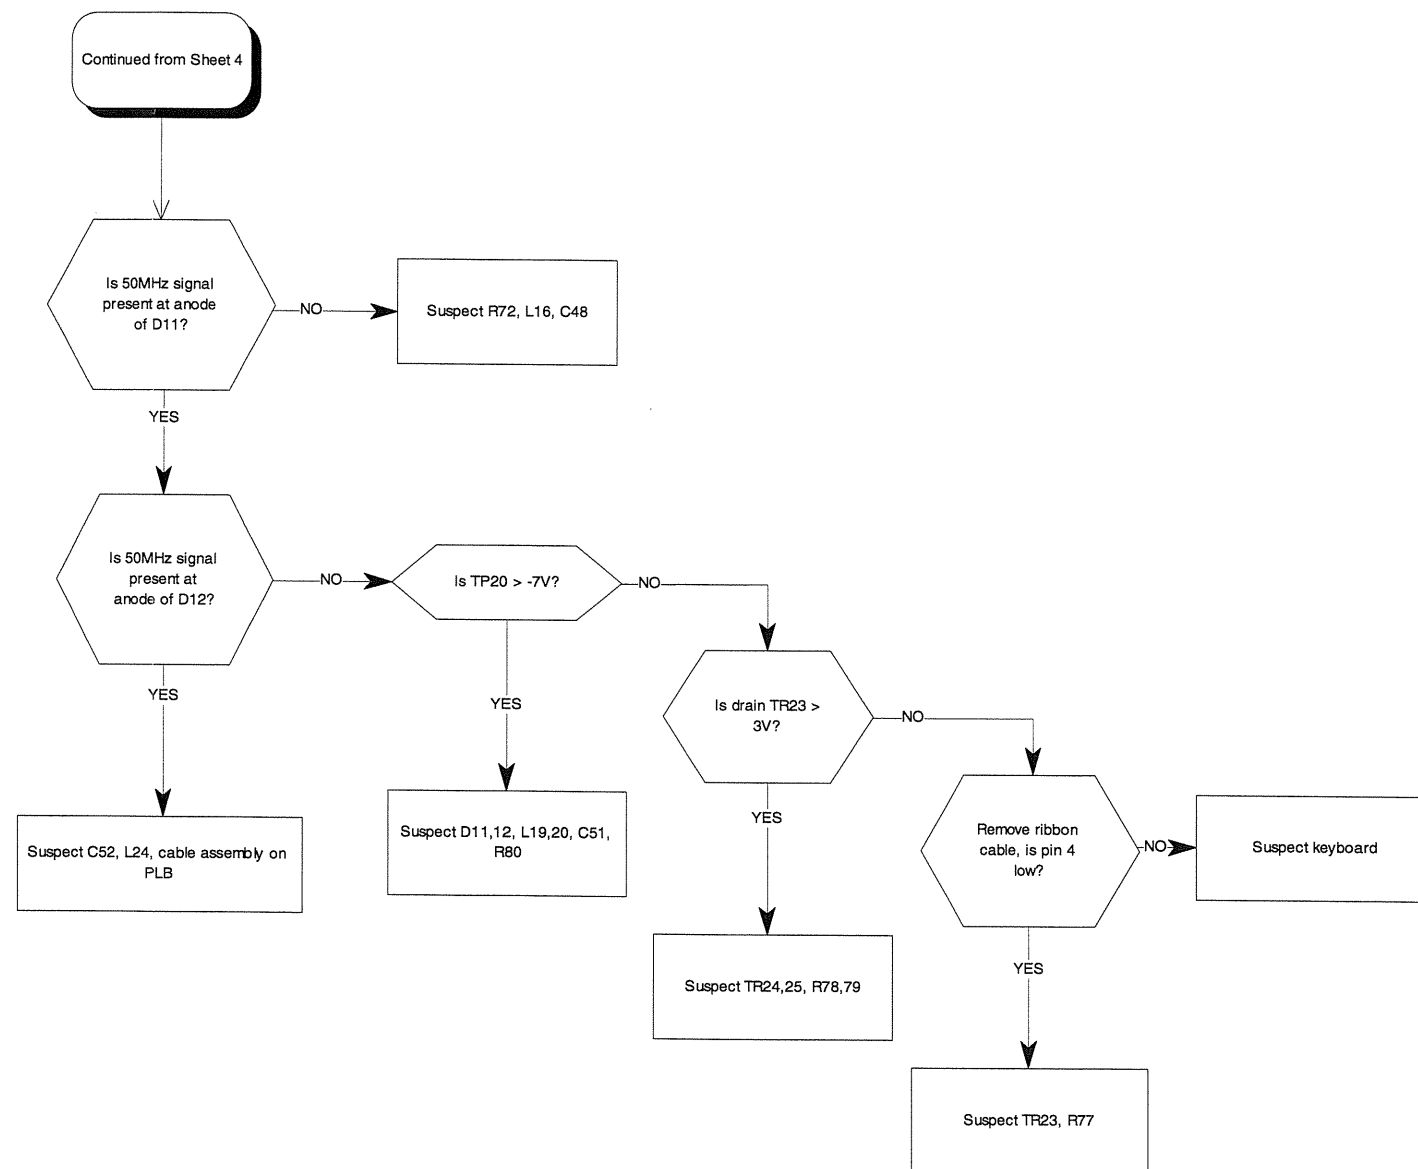 Continued from Sheet 4
Is 50MHz signal
present at anode
of D11?
NO
Suspect R72, L16, C48
YES
Is 50MHz signal
present at
anode of D12?
NO
Is TP20 > -7V?
NO
YES
YES
Is drain TR23 >
3V?
NO
Suspect C52, L24, cable assembly on
PLB
Suspect D11,12, L19,20, C51,
R80
YES
Remove ribbon
cable, is pin 4
low?
NO
Suspect keyboard
Suspect TR24,25, R78,79
YES
Suspect TR23, R77